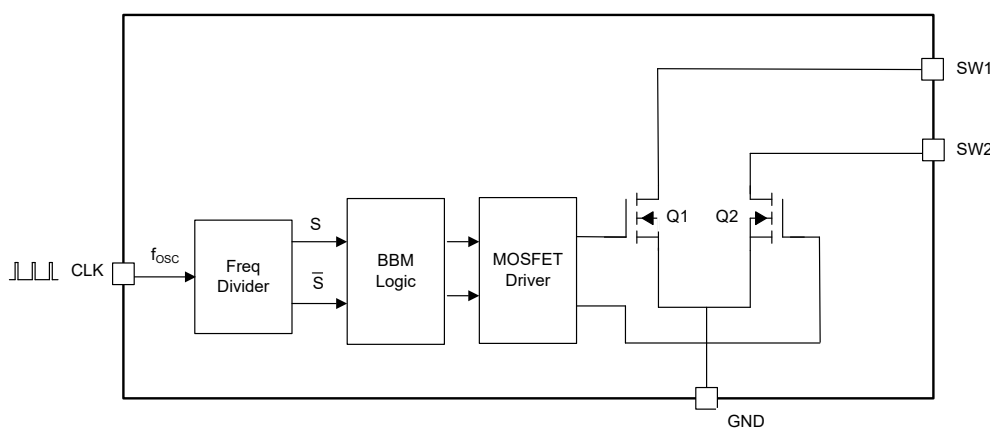 SW1
SW2
Q1
Q2
S
f_OSC
BBM
Logic
MOSFET
Driver
CLK
Freq
Divider
S̅
GND